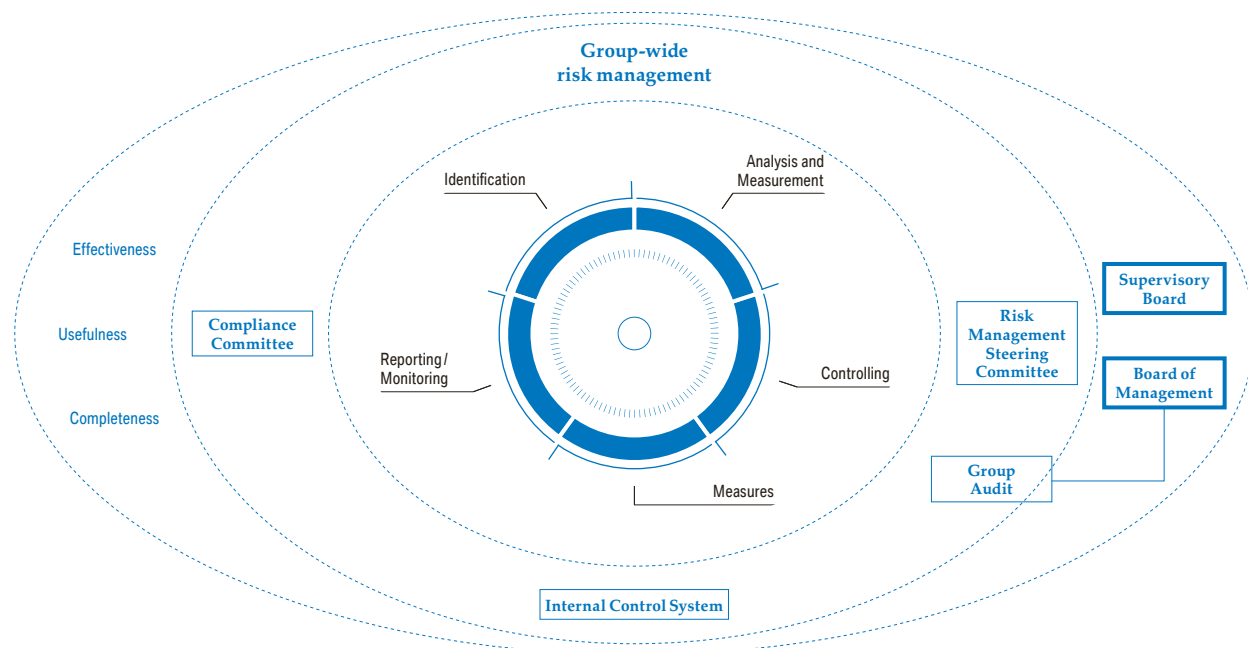 Group-wide
risk management
Identification
Analysis and
Measurement
Effectiveness
Usefulness
Completeness
Compliance
Committee
Reporting/
Monitoring
Controlling
Measures
Risk
Management
Steering
Committee
Supervisory
Board
Board of
Management
Group
Audit
Internal Control System